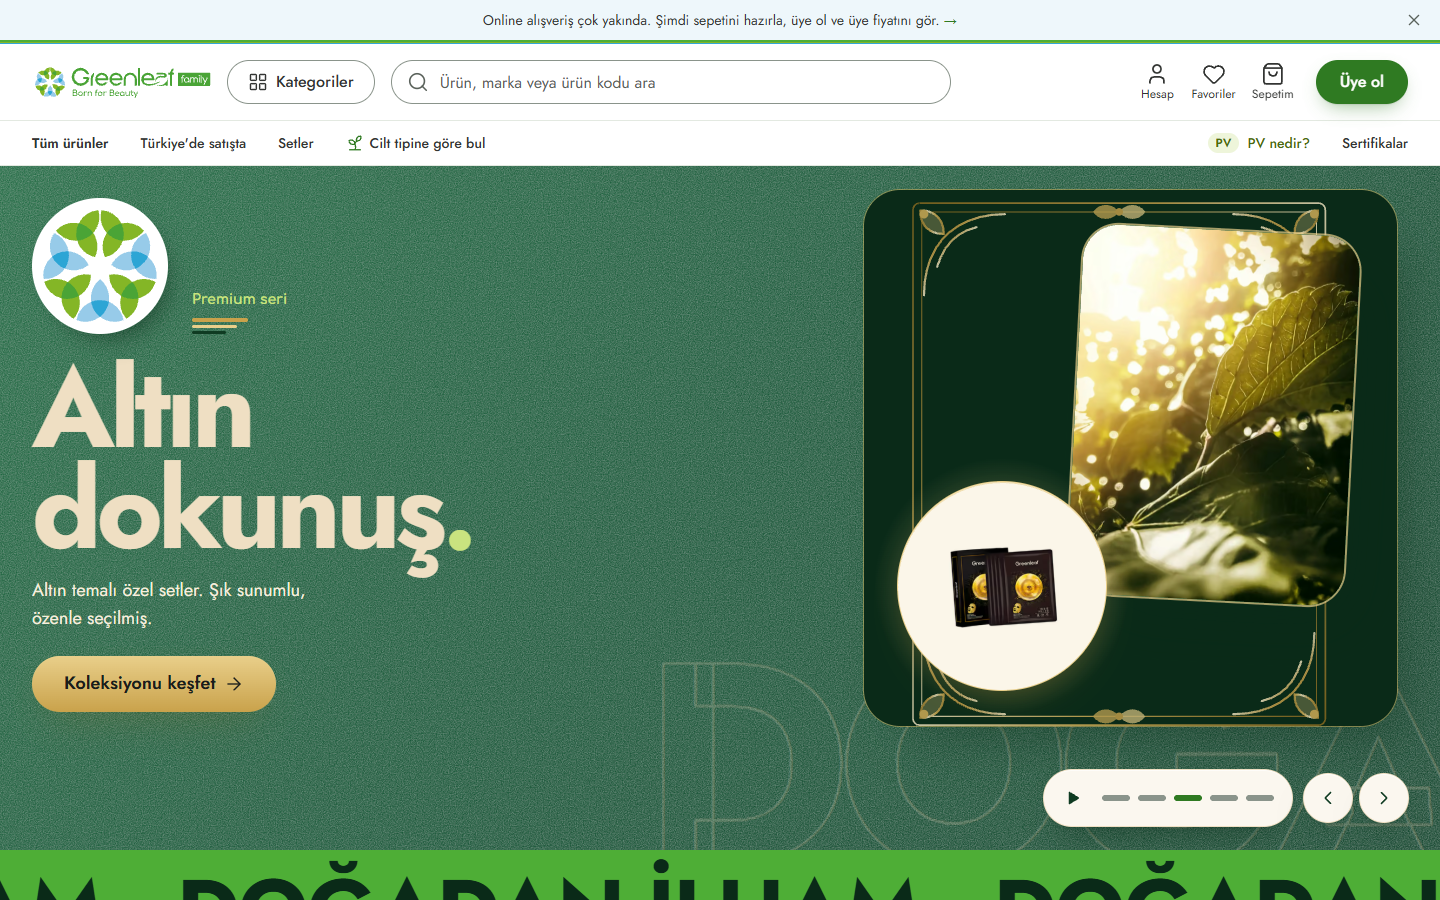 Online alışveriş çok yakında. Şimdi sepetini hazırla, üye ol ve üye fiyatını gör. →
Greenleaf family
Born for Beauty
Kategoriler
Ürün, marka veya ürün kodu ara
Hesap
Favoriler
Sepetim
Üye ol
Tüm ürünler
Türkiye'de satışta
Setler
Cilt tipine göre bul
PV
PV nedir?
Sertifikalar
Premium seri
Altın
dokunuş.
Altın temalı özel setler. Şık sunumlu,
özenle seçilmiş.
Koleksiyonu keşfet →
Greenleaf
DOĞA
DOĞADAN İLHAM DOĞADAN